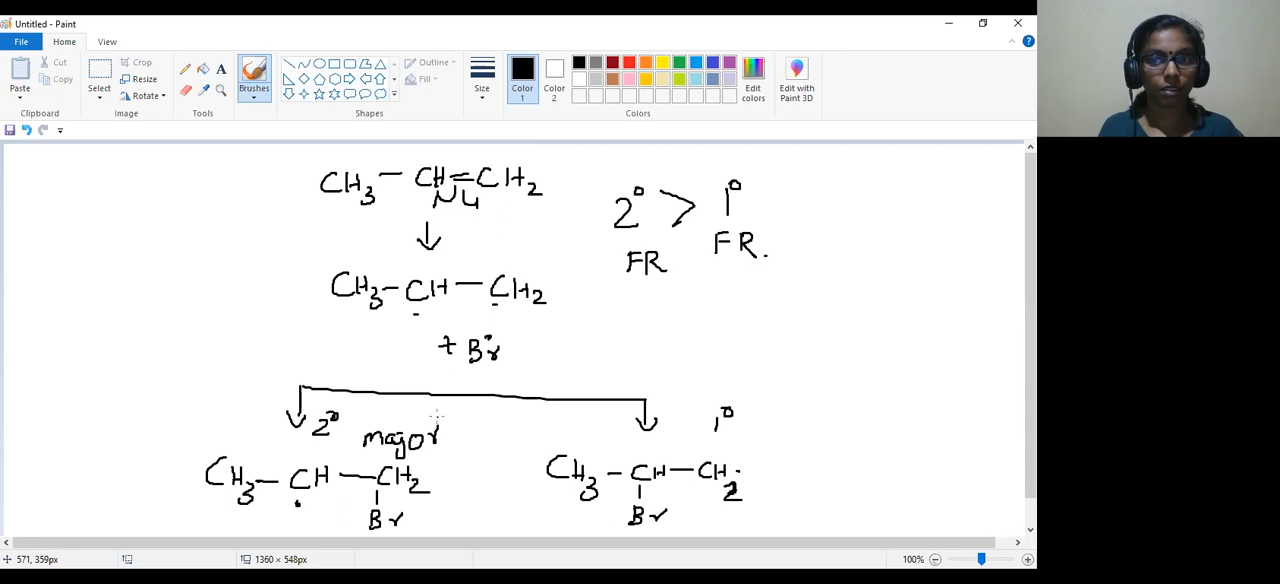 Untitled - Paint
File Home View
Paste
Cut
Copy
Clipboard
Select
Crop
Resize
Rotate
Image
A
Tools
Brushes
Shapes
Outline
Fill
Size
Color 1
Color 2
Colors
Edit colors
Edit with Paint 3D
CH3 - CH = CH2
2° > 1°
FR FR.
CH3 - CH - CH2
+ Br
2° major
CH3 - CH - CH2
Br
1°
CH3 - CH - CH2
Br
571, 359px
1360 × 548px
100%